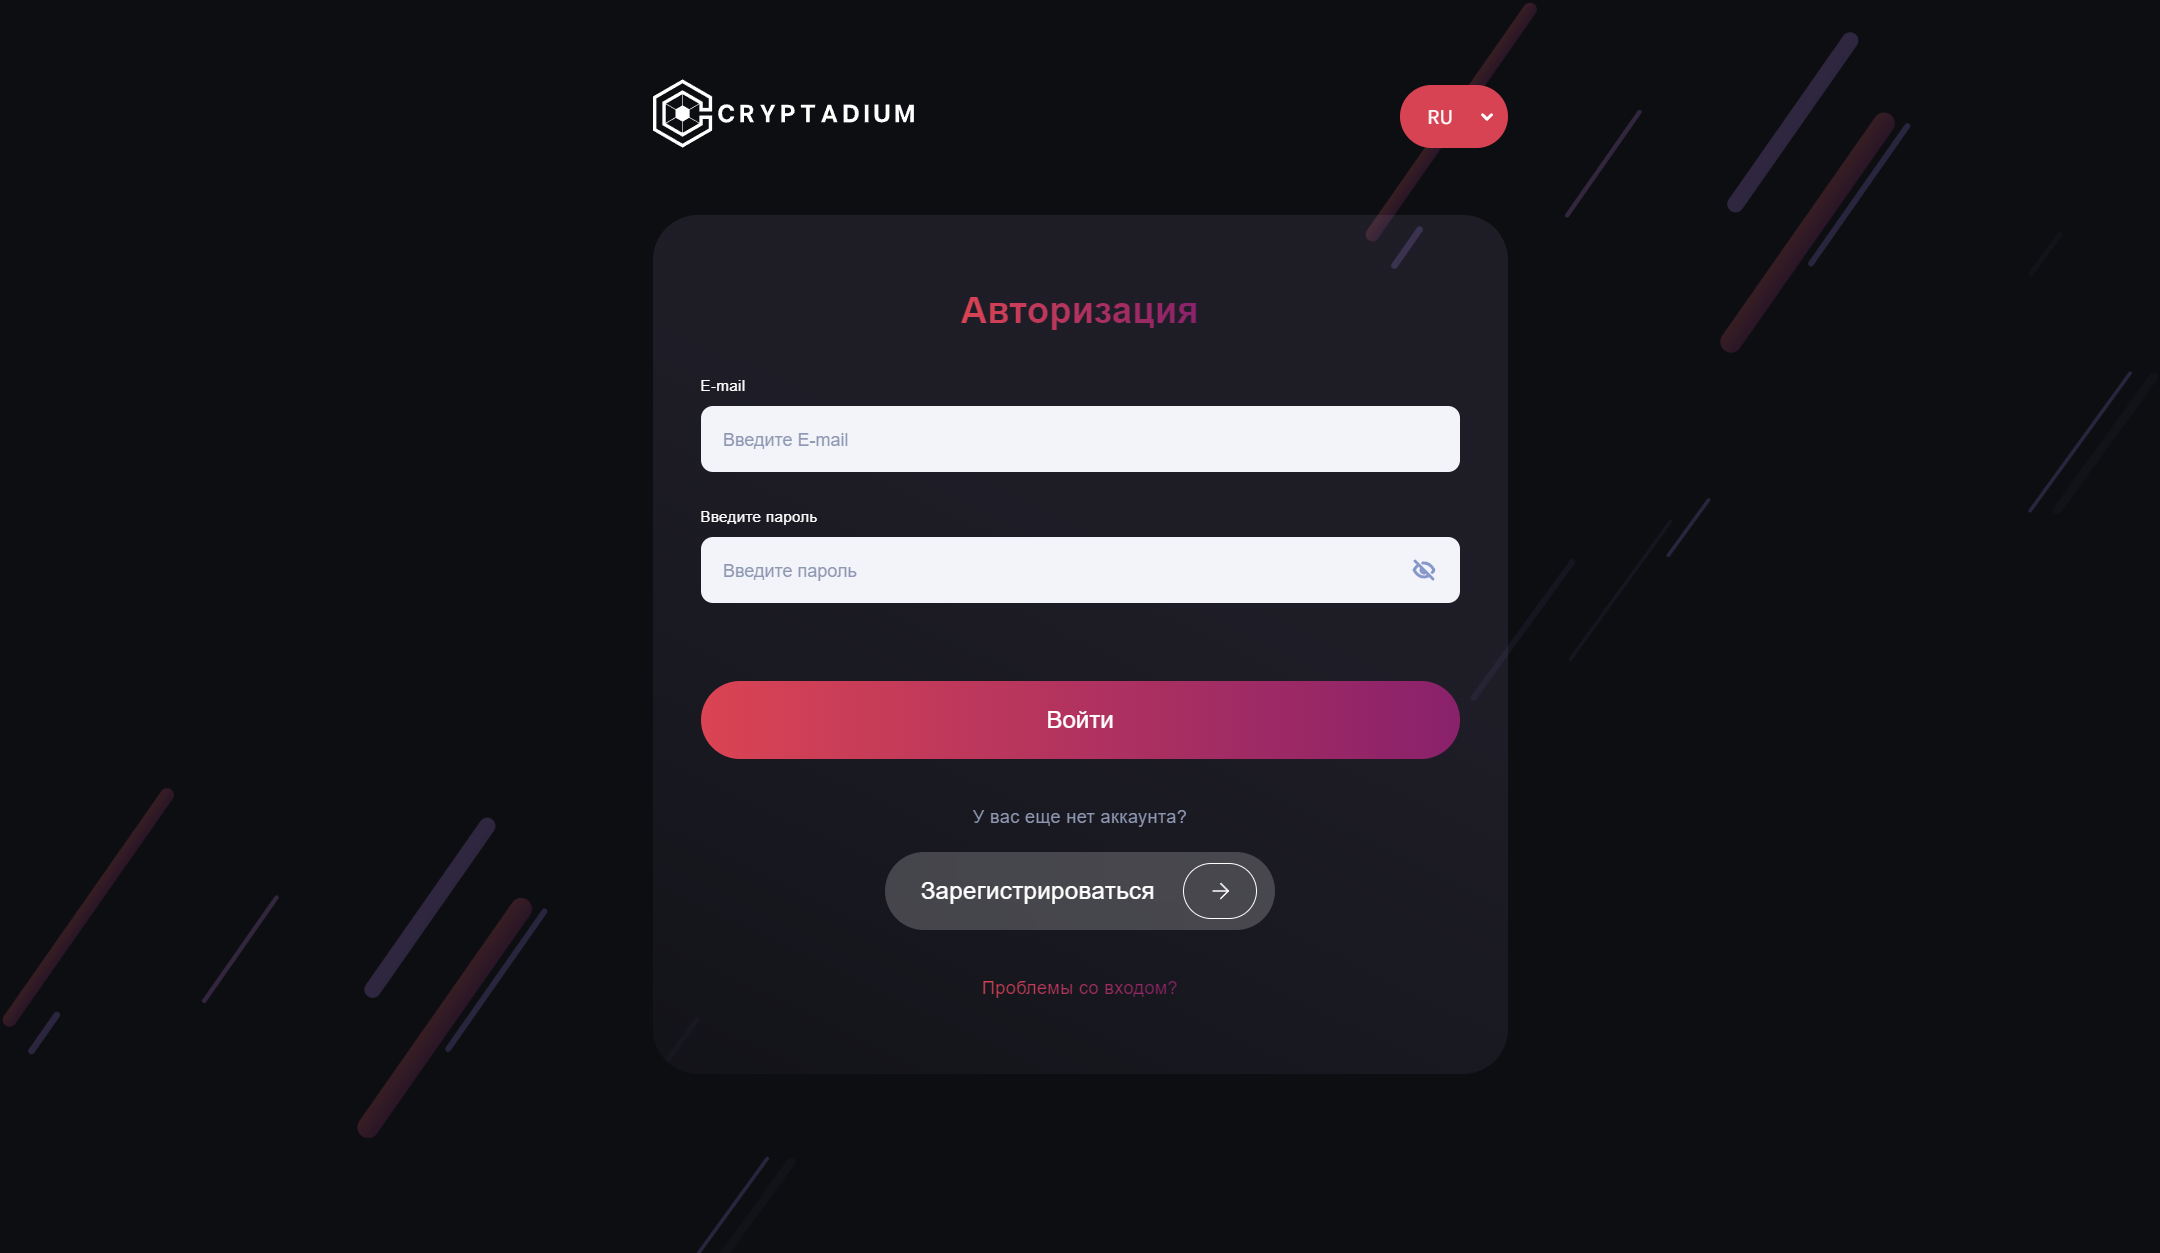 CRYPTADIUM
RU
Авторизация
E-mail
Введите E-mail
Введите пароль
Введите пароль
Войти
У вас еще нет аккаунта?
Зарегистрироваться
Проблемы со входом?